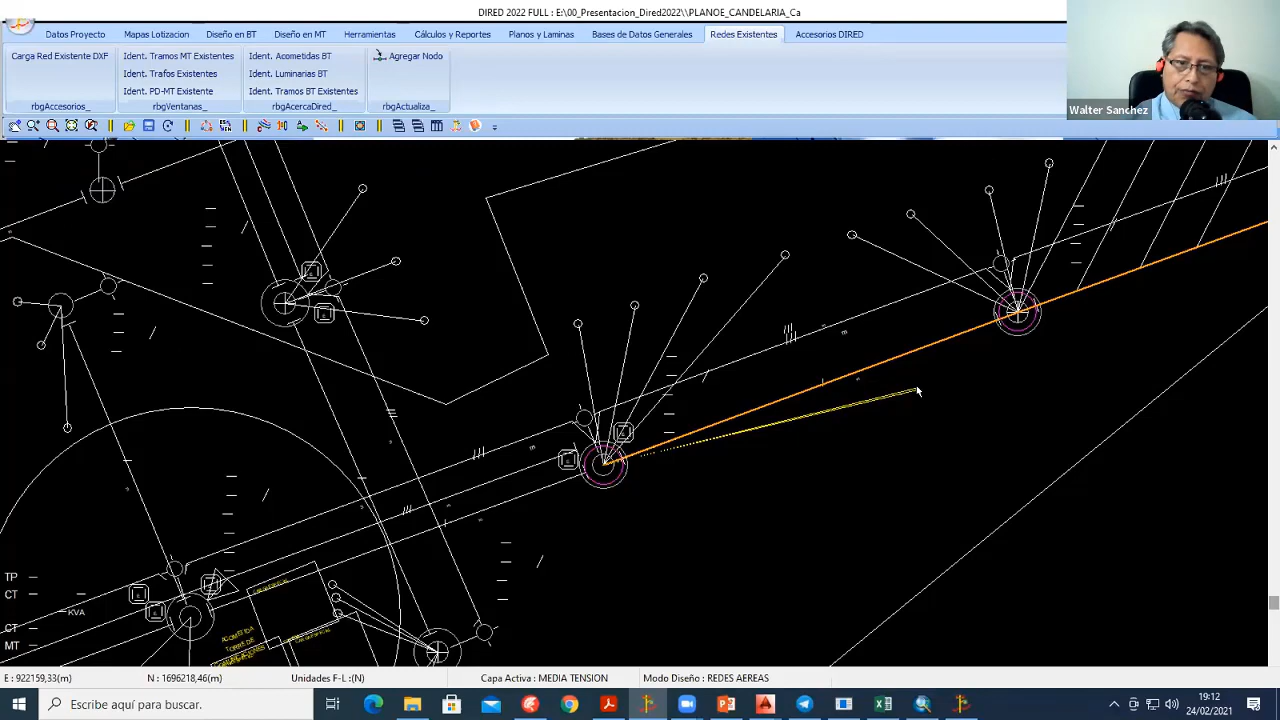 DIRED 2022 FULL : E:\00_Presentacion_Dired2022\\PLANOE_CANDELARIA_Ca
Datos Proyecto Mapas Lotizacion Diseño en BT Diseño en MT Herramientas Cálculos y Reportes Planos y Laminas Bases de Datos Generales Redes Existentes Accesorios DIRED
Carga Red Existente DXF Ident. Tramos MT Existentes Ident. Acometidas BT Agregar Nodo
Ident. Trafos Existentes Ident. Luminarias BT
Ident. PD-MT Existente Ident. Tramos BT Existentes
rbgAccesorios_ rbgVentanas_ rbgAcercaDired_ rbgActualiza_
Walter Sanchez
TP
CT
KVA
CT
MT
ACOMETIDA
TORRE DE
E : 922159,33(m) N : 1696218,46(m) Unidades F-L :(N) Capa Activa : MEDIA TENSION Modo Diseño : REDES AEREAS
Escribe aquí para buscar.
19:12
24/02/2021